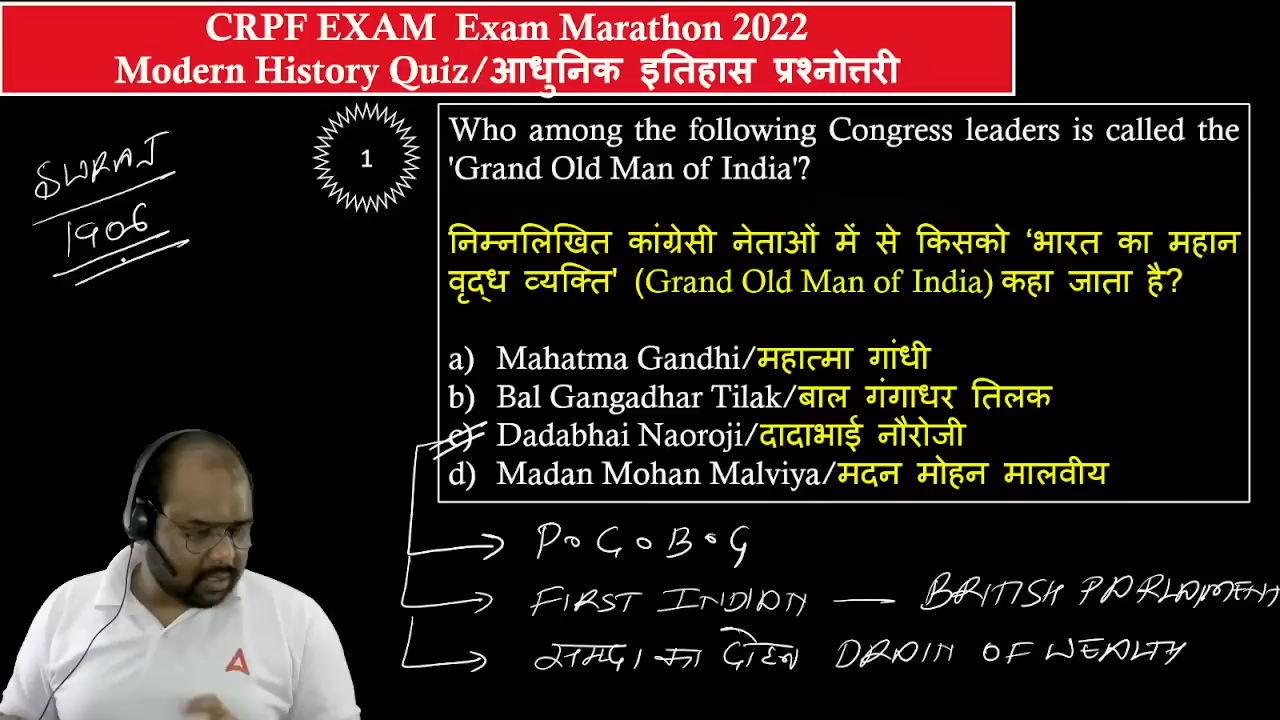 CRPF EXAM Exam Marathon 2022
Modern History Quiz/आधुनिक इतिहास प्रश्नोत्तरी
SWRAJ
1906
1
Who among the following Congress leaders is called the
'Grand Old Man of India'?
निम्नलिखित कांग्रेसी नेताओं में से किसको ‘भारत का महान
वृद्ध व्यक्ति' (Grand Old Man of India) कहा जाता है?
a) Mahatma Gandhi/महात्मा गांधी
b) Bal Gangadhar Tilak/बाल गंगाधर तिलक
c) Dadabhai Naoroji/दादाभाई नौरोजी
d) Madan Mohan Malviya/मदन मोहन मालवीय
FIRST INDIAN — BRITISH PARLAMENT
का DRAIN OF WEALTH